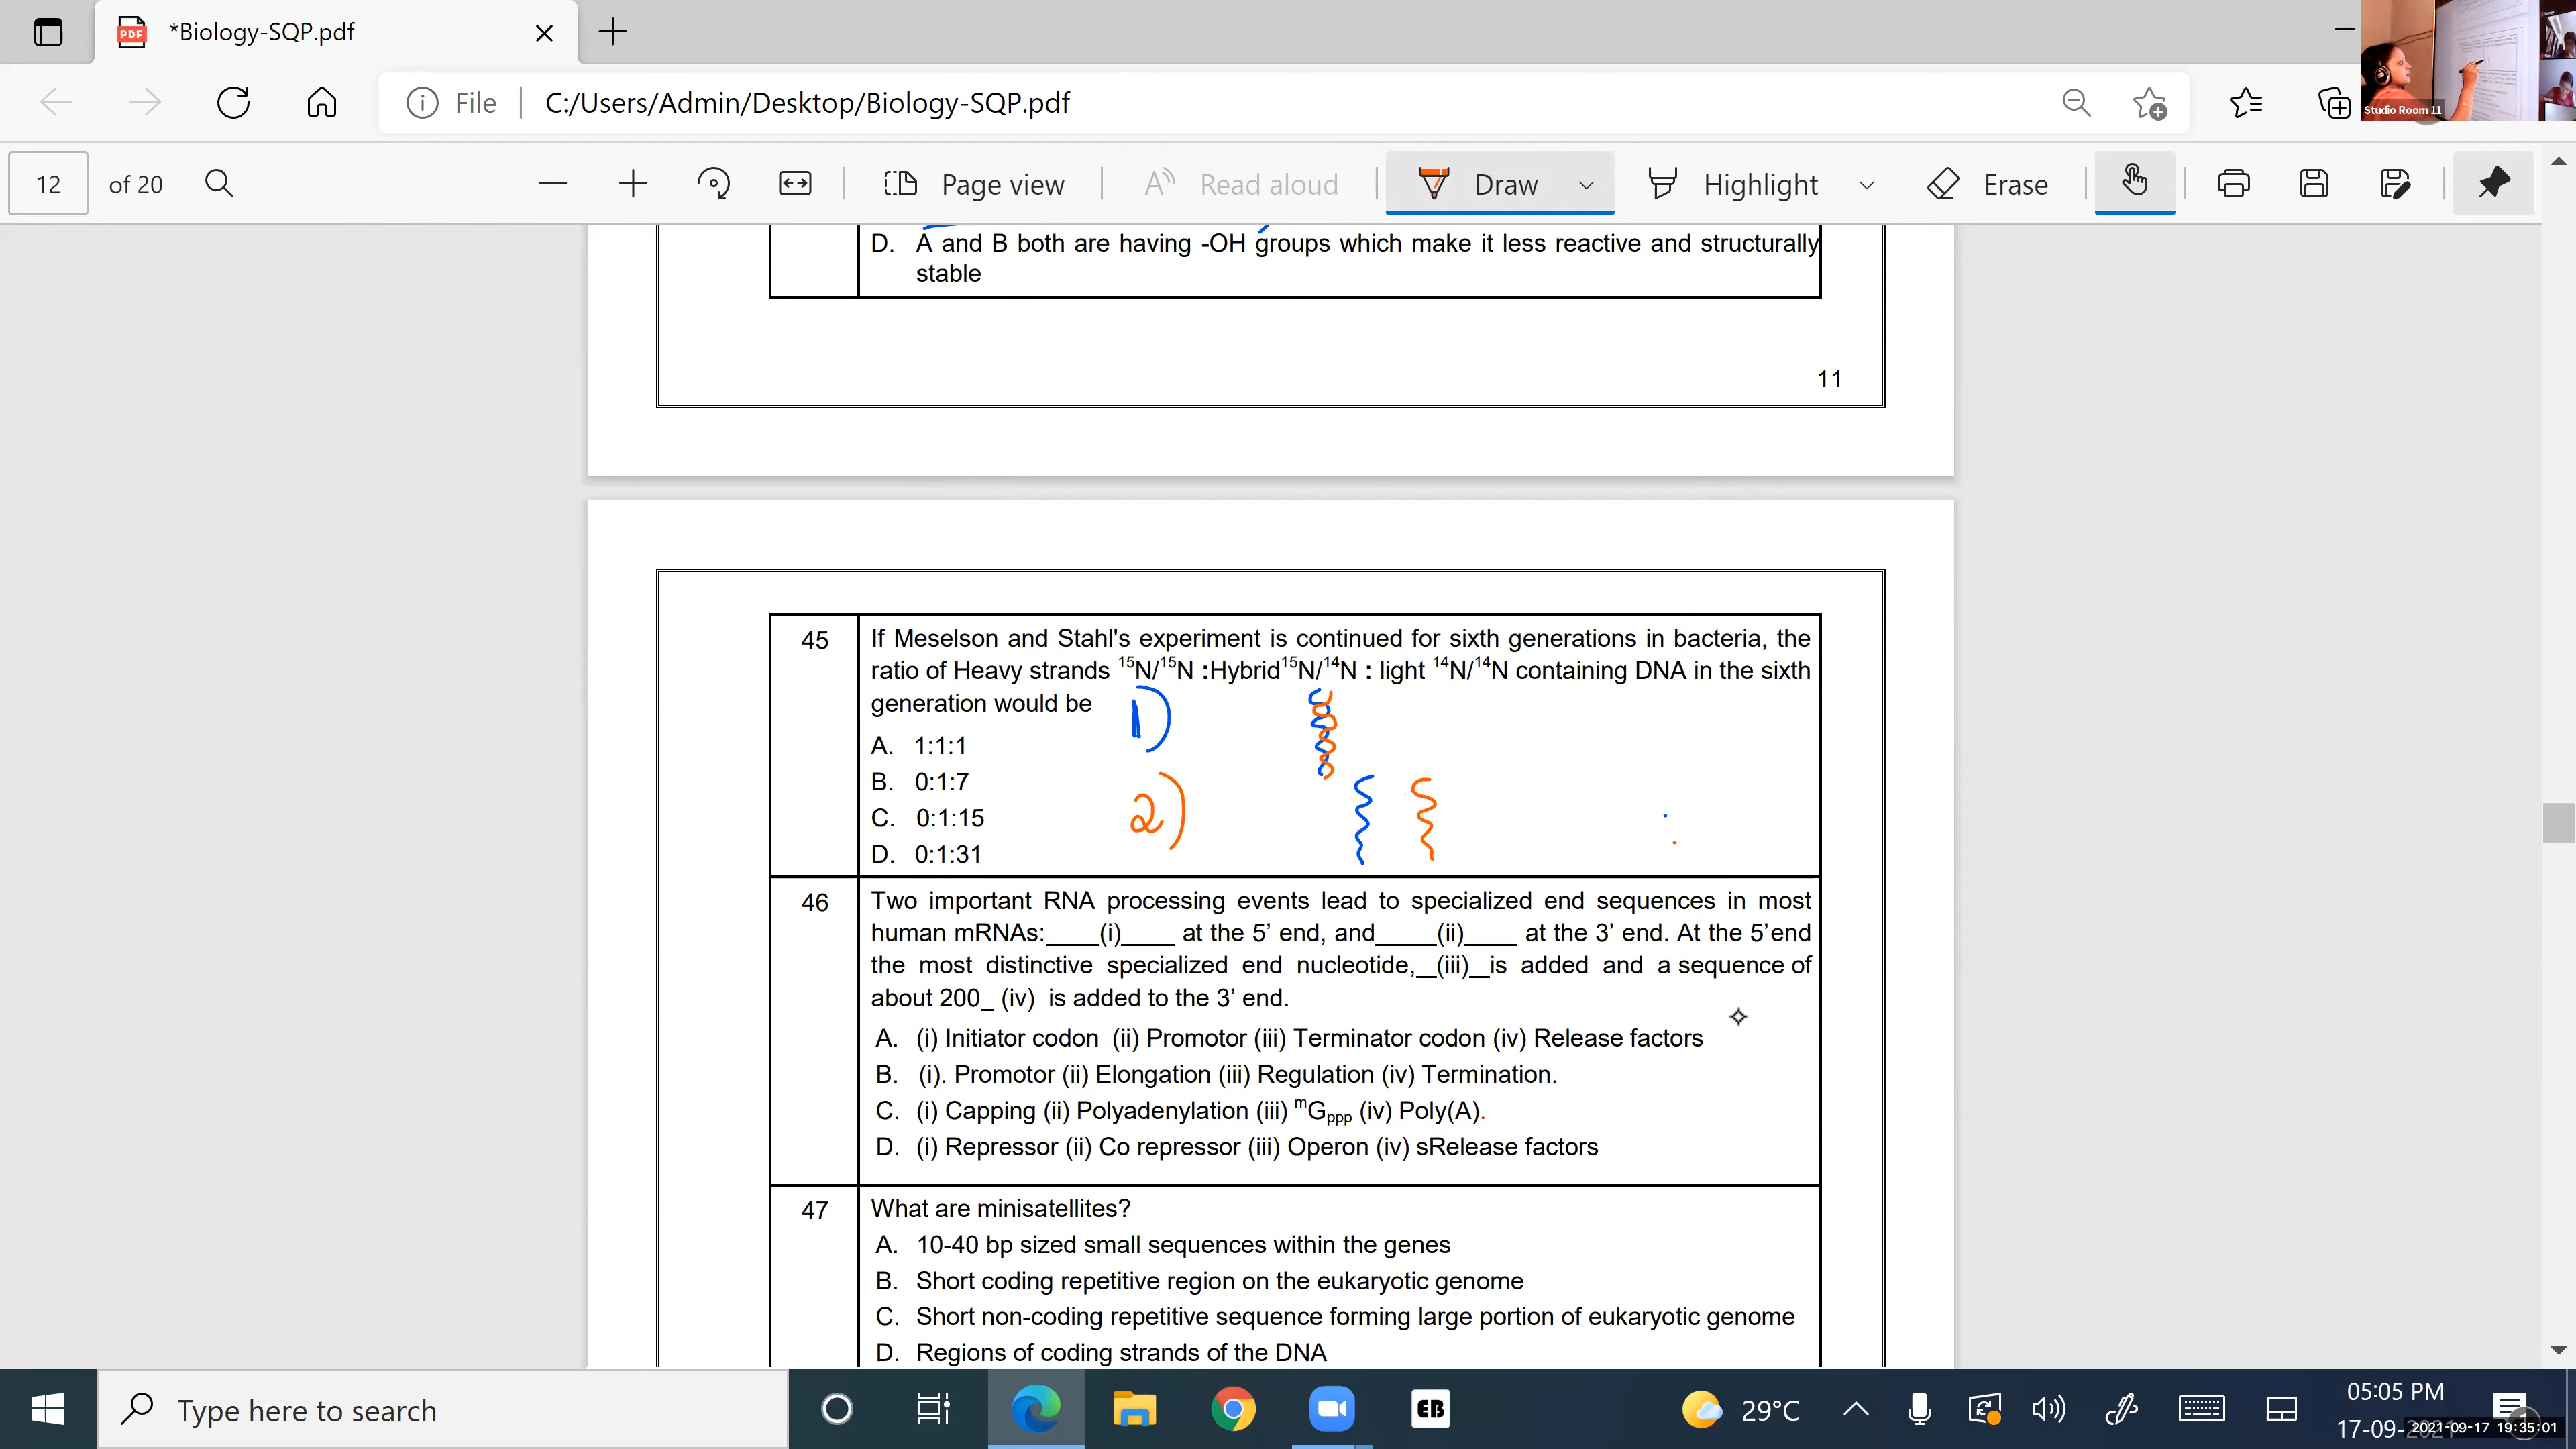 *Biology-SQP.pdf
File
C:/Users/Admin/Desktop/Biology-SQP.pdf
Studio Room 11
12 of 20
Page view
Read aloud
Draw
Highlight
Erase
D. A and B both are having -OH groups which make it less reactive and structurally
stable
11
45
If Meselson and Stahl's experiment is continued for sixth generations in bacteria, the
ratio of Heavy strands ¹⁵N/¹⁵N :Hybrid¹⁵N/¹⁴N : light ¹⁴N/¹⁴N containing DNA in the sixth
generation would be
1)
A. 1:1:1
B. 0:1:7
2)
C. 0:1:15
D. 0:1:31
46
Two important RNA processing events lead to specialized end sequences in most
human mRNAs:____(i)____ at the 5’ end, and_____(ii)____ at the 3’ end. At the 5’end
the most distinctive specialized end nucleotide,_(iii)_is added and a sequence of
about 200_ (iv) is added to the 3’ end.
A. (i) Initiator codon (ii) Promotor (iii) Terminator codon (iv) Release factors
B. (i). Promotor (ii) Elongation (iii) Regulation (iv) Termination.
C. (i) Capping (ii) Polyadenylation (iii) ᵐGₚₚₚ (iv) Poly(A).
D. (i) Repressor (ii) Co repressor (iii) Operon (iv) sRelease factors
47
What are minisatellites?
A. 10-40 bp sized small sequences within the genes
B. Short coding repetitive region on the eukaryotic genome
C. Short non-coding repetitive sequence forming large portion of eukaryotic genome
D. Regions of coding strands of the DNA
Type here to search
29°C
05:05 PM
17-09-
2021-09-17 19:35:01